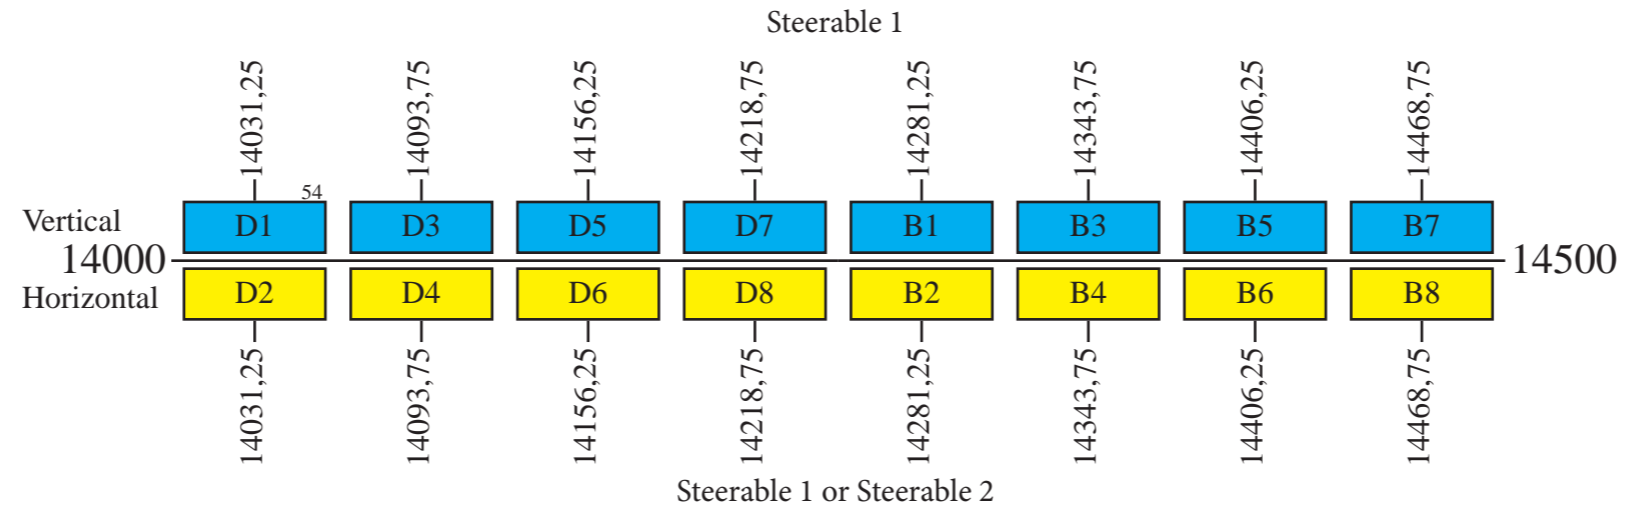 Steerable 1
14031,25 14093,75 14156,25 14218,75 14281,25 14343,75 14406,25 14468,75
54
Vertical D1 D3 D5 D7 B1 B3 B5 B7
14000 14500
Horizontal D2 D4 D6 D8 B2 B4 B6 B8
14031,25 14093,75 14156,25 14218,75 14281,25 14343,75 14406,25 14468,75
Steerable 1 or Steerable 2